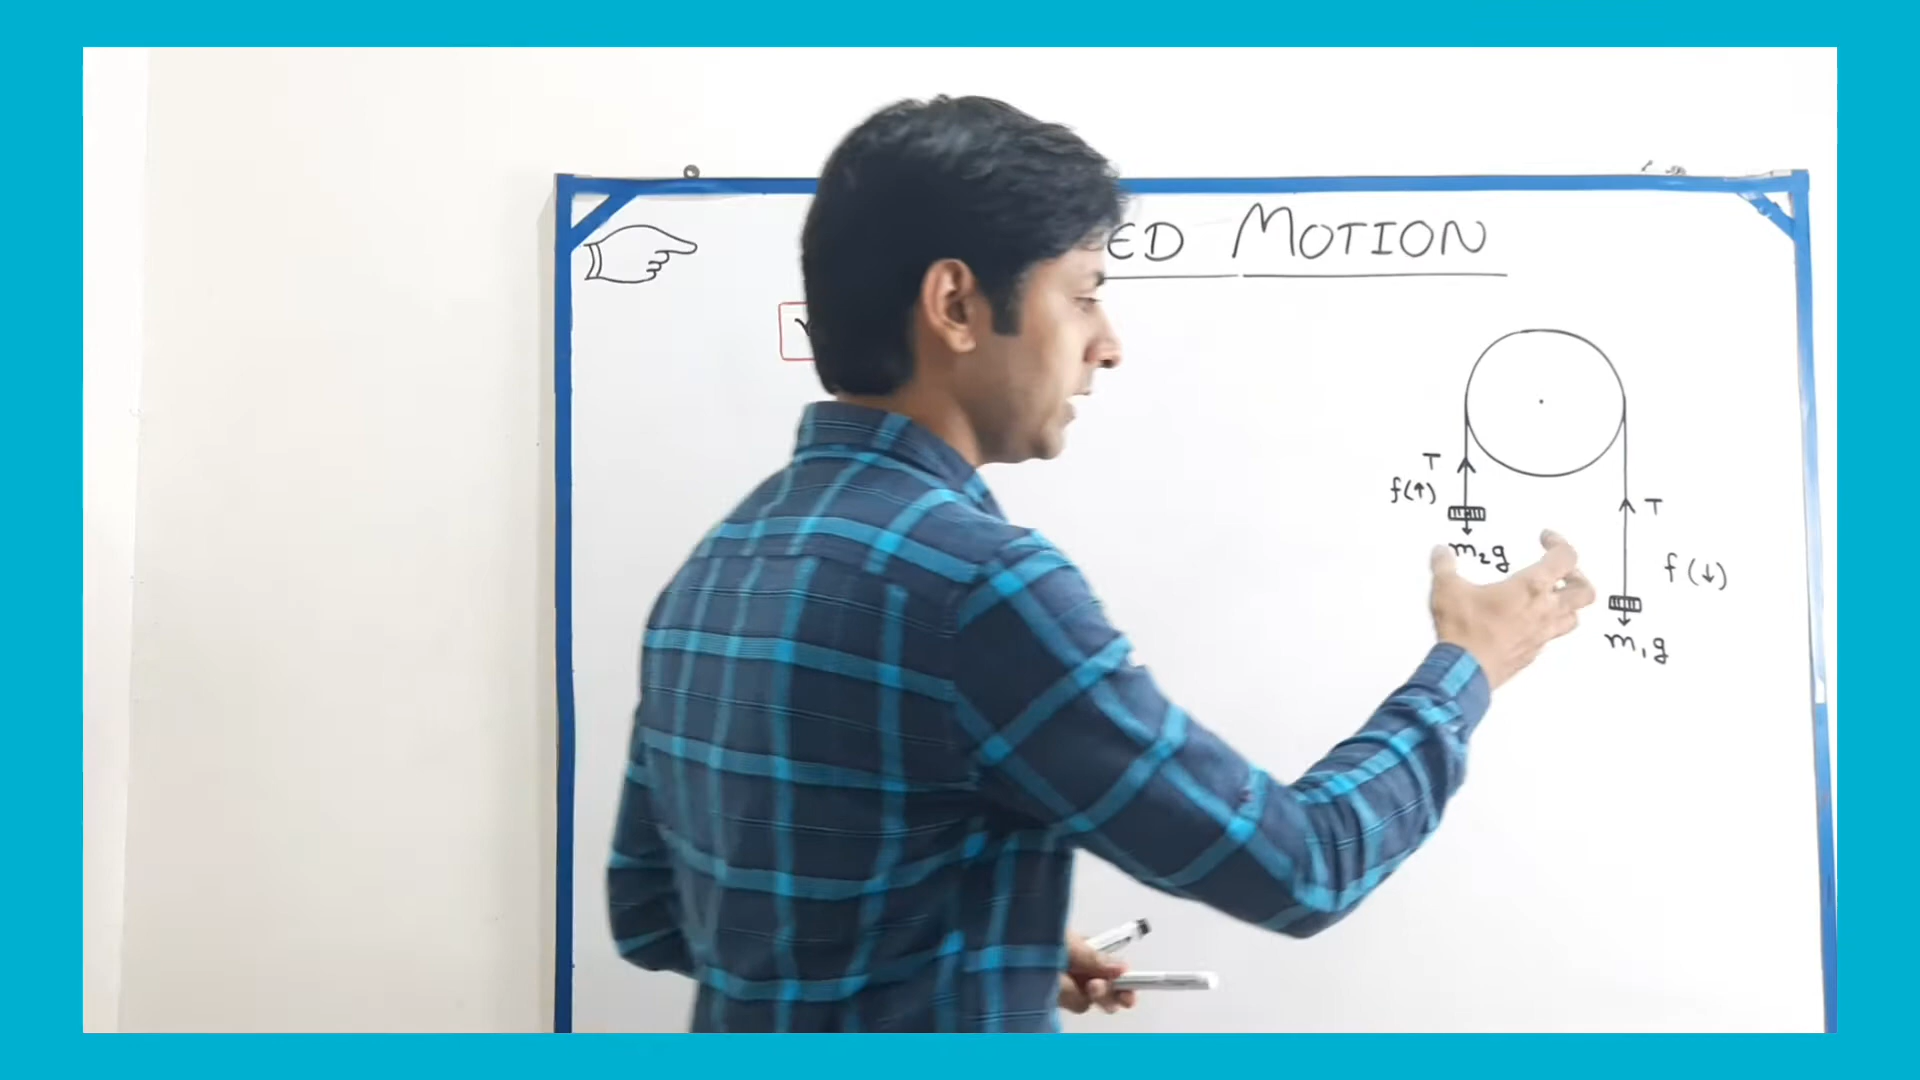 ED MOTION
T
f(↑)
m₂g
T
f(↓)
m₁g